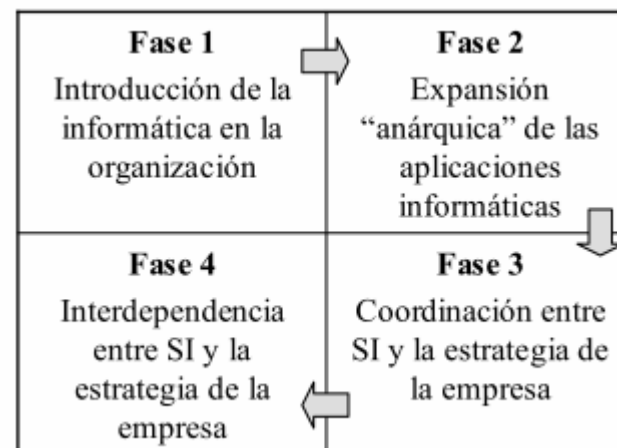 Fase 1
Introducción de la
informática en la
organización
Fase 2
Expansión
“anárquica” de las
aplicaciones
informáticas
Fase 4
Interdependencia
entre SI y la
estrategia de la
empresa
Fase 3
Coordinación entre
SI y la estrategia de
la empresa